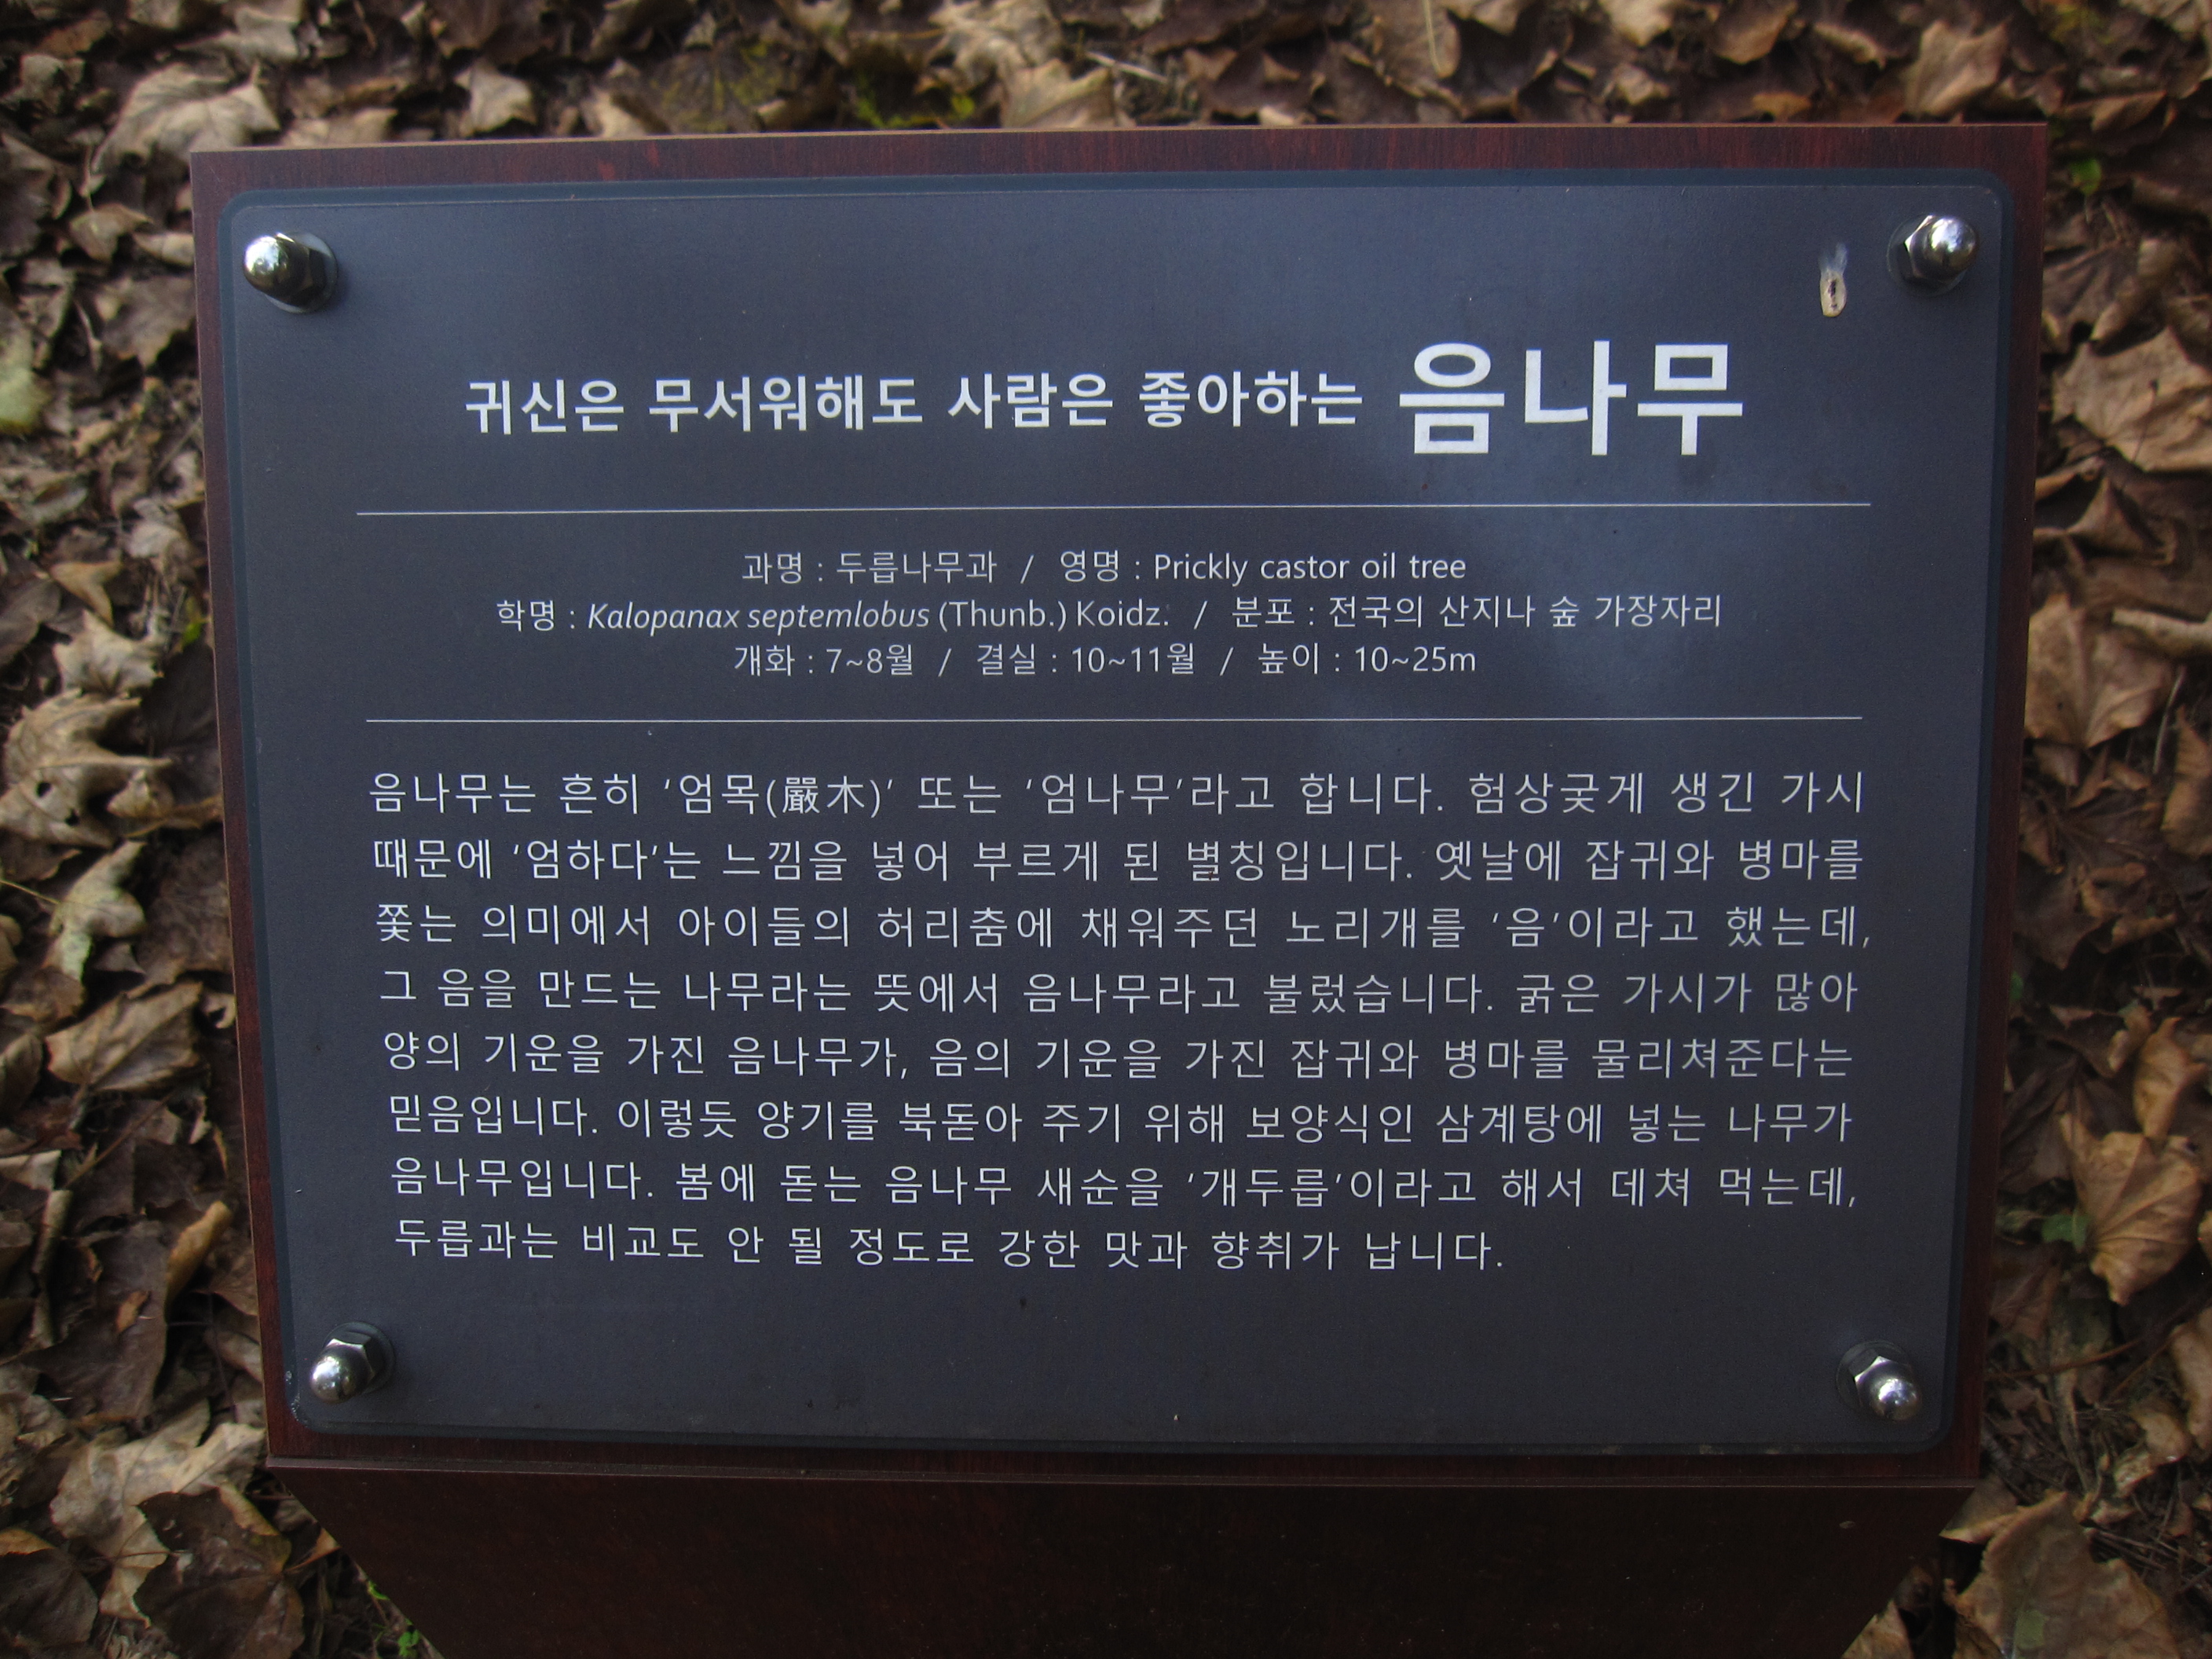 귀신은 무서워해도 사람은 좋아하는 음나무
과명 : 두릅나무과 / 영명 : Prickly castor oil tree
학명 : Kalopanax septemlobus (Thunb.) Koidz. / 분포 : 전국의 산지나 숲 가장자리
개화 : 7~8월 / 결실 : 10~11월 / 높이 : 10~25m
음나무는 흔히 ‘엄목(嚴木)’ 또는 ‘엄나무’라고 합니다. 험상궂게 생긴 가시
때문에 ‘엄하다’는 느낌을 넣어 부르게 된 별칭입니다. 옛날에 잡귀와 병마를
쫓는 의미에서 아이들의 허리춤에 채워주던 노리개를 ‘음’이라고 했는데,
그 음을 만드는 나무라는 뜻에서 음나무라고 불렀습니다. 굵은 가시가 많아
양의 기운을 가진 음나무가, 음의 기운을 가진 잡귀와 병마를 물리쳐준다는
믿음입니다. 이렇듯 양기를 북돋아 주기 위해 보양식인 삼계탕에 넣는 나무가
음나무입니다. 봄에 돋는 음나무 새순을 ‘개두릅’이라고 해서 데쳐 먹는데,
두릅과는 비교도 안 될 정도로 강한 맛과 향취가 납니다.